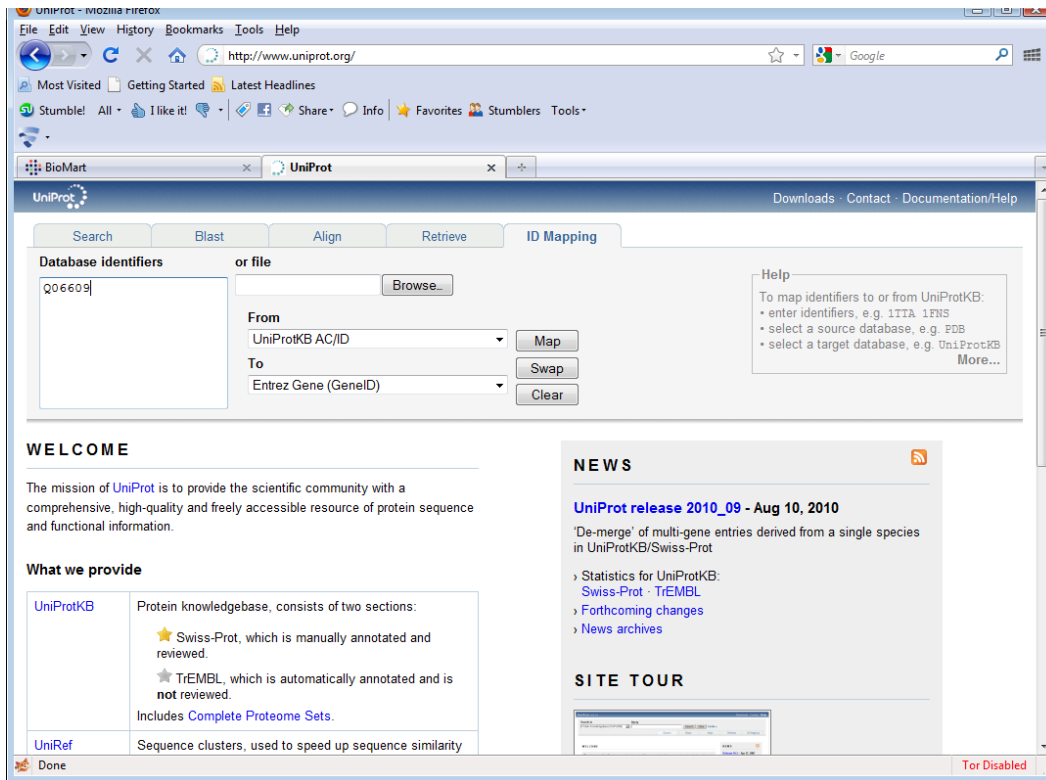 UniProt - Mozilla Firefox
File Edit View History Bookmarks Tools Help
http://www.uniprot.org/
Google
Most Visited Getting Started Latest Headlines
Stumble! All I like it! Share Info Favorites Stumblers Tools
BioMart UniProt
UniProt Downloads · Contact · Documentation/Help
Search Blast Align Retrieve ID Mapping
Database identifiers or file
Q06609
Browse...
From
UniProtKB AC/ID Map
To Swap
Entrez Gene (GeneID)
Clear
Help
To map identifiers to or from UniProtKB:
• enter identifiers, e.g. 1TTA 1FNS
• select a source database, e.g. PDB
• select a target database, e.g. UniProtKB
More...
WELCOME
The mission of UniProt is to provide the scientific community with a
comprehensive, high-quality and freely accessible resource of protein sequence
and functional information.
What we provide
UniProtKB Protein knowledgebase, consists of two sections:
Swiss-Prot, which is manually annotated and
reviewed.
TrEMBL, which is automatically annotated and is
not reviewed.
Includes Complete Proteome Sets.
UniRef Sequence clusters, used to speed up sequence similarity
NEWS
UniProt release 2010_09 - Aug 10, 2010
'De-merge' of multi-gene entries derived from a single species
in UniProtKB/Swiss-Prot
› Statistics for UniProtKB:
Swiss-Prot · TrEMBL
› Forthcoming changes
› News archives
SITE TOUR
Done Tor Disabled